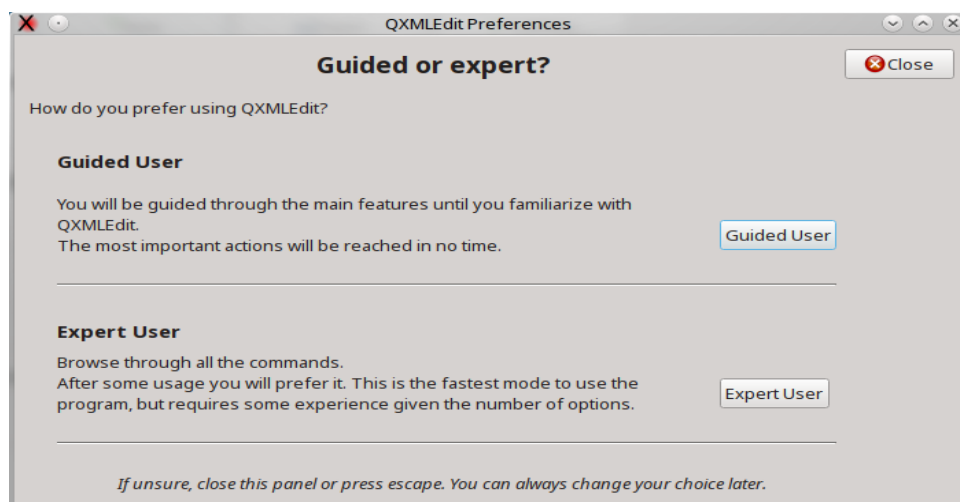 QXMLEdit Preferences
Guided or expert?
Close
How do you prefer using QXMLEdit?
Guided User
You will be guided through the main features until you familiarize with
QXMLEdit.
The most important actions will be reached in no time.
Guided User
Expert User
Browse through all the commands.
After some usage you will prefer it. This is the fastest mode to use the
program, but requires some experience given the number of options.
Expert User
If unsure, close this panel or press escape. You can always change your choice later.